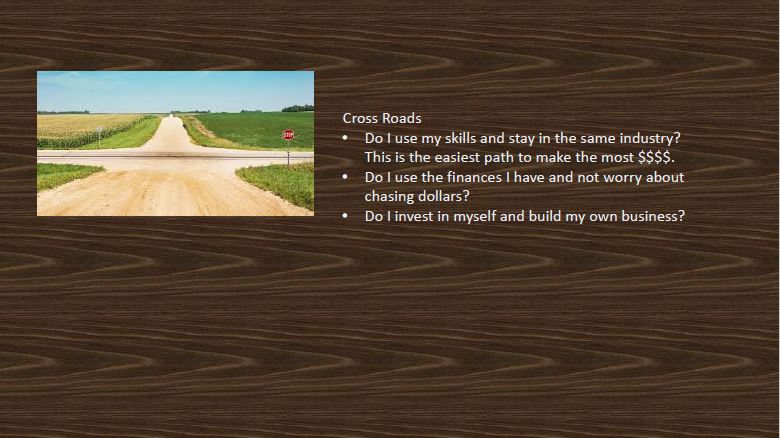 STOP
Cross Roads
• Do I use my skills and stay in the same industry?
This is the easiest path to make the most $$$$.
• Do I use the finances I have and not worry about
chasing dollars?
• Do I invest in myself and build my own business?